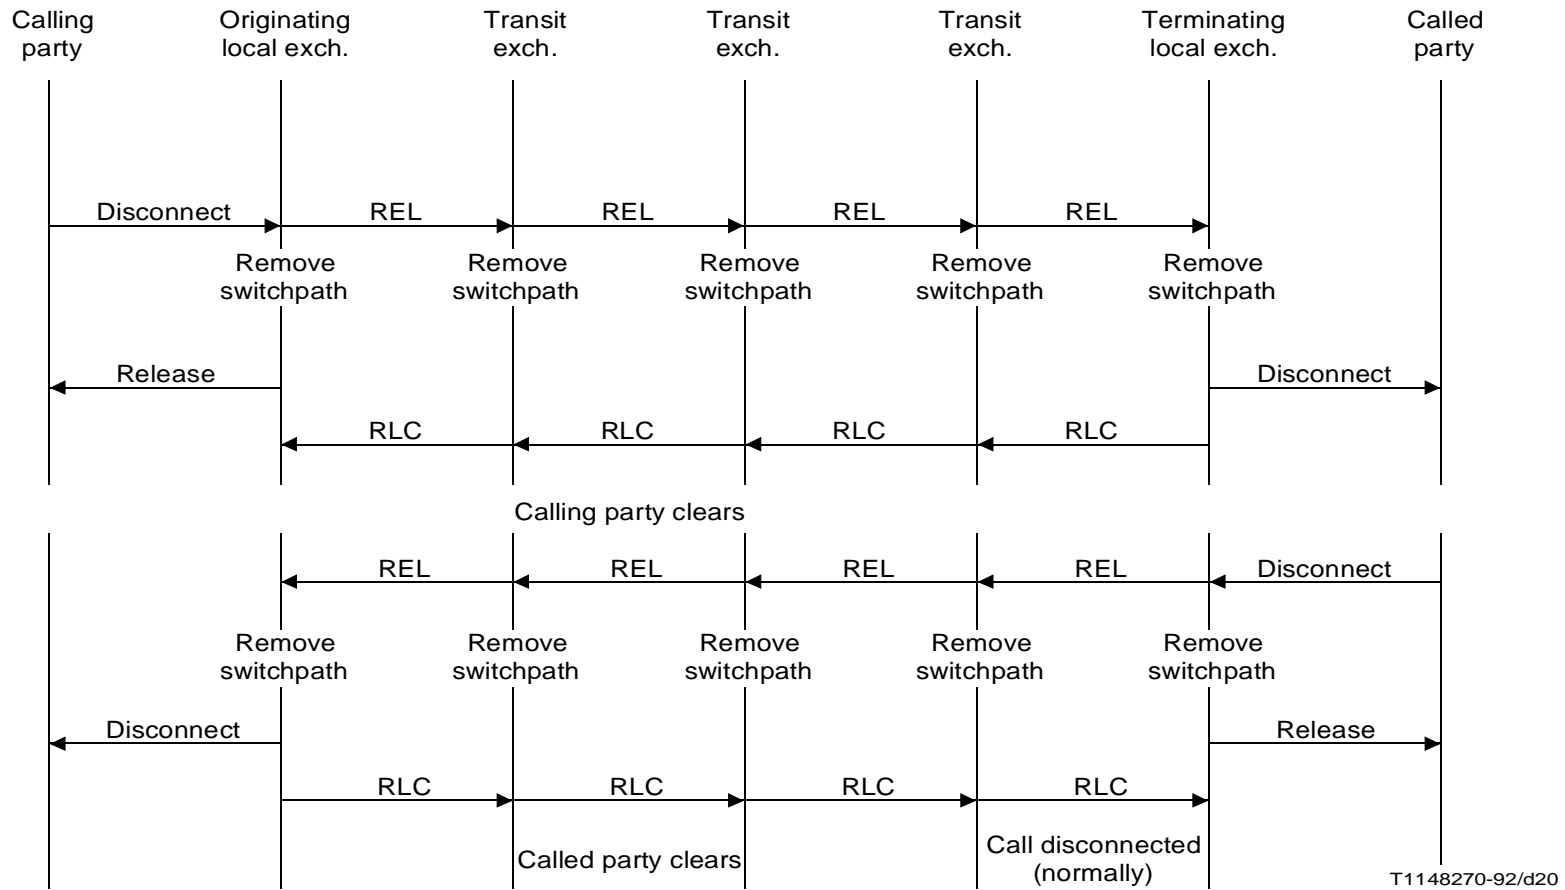 Calling party
Originating local exch.
Transit exch.
Transit exch.
Transit exch.
Terminating local exch.
Called party
Disconnect
REL
REL
REL
REL
Remove switchpath
Remove switchpath
Remove switchpath
Remove switchpath
Remove switchpath
Release
Disconnect
RLC
RLC
RLC
RLC
Calling party clears
REL
REL
REL
REL
Disconnect
Remove switchpath
Remove switchpath
Remove switchpath
Remove switchpath
Remove switchpath
Disconnect
Release
RLC
RLC
RLC
RLC
Called party clears
Call disconnected (normally)
T1148270-92/d20